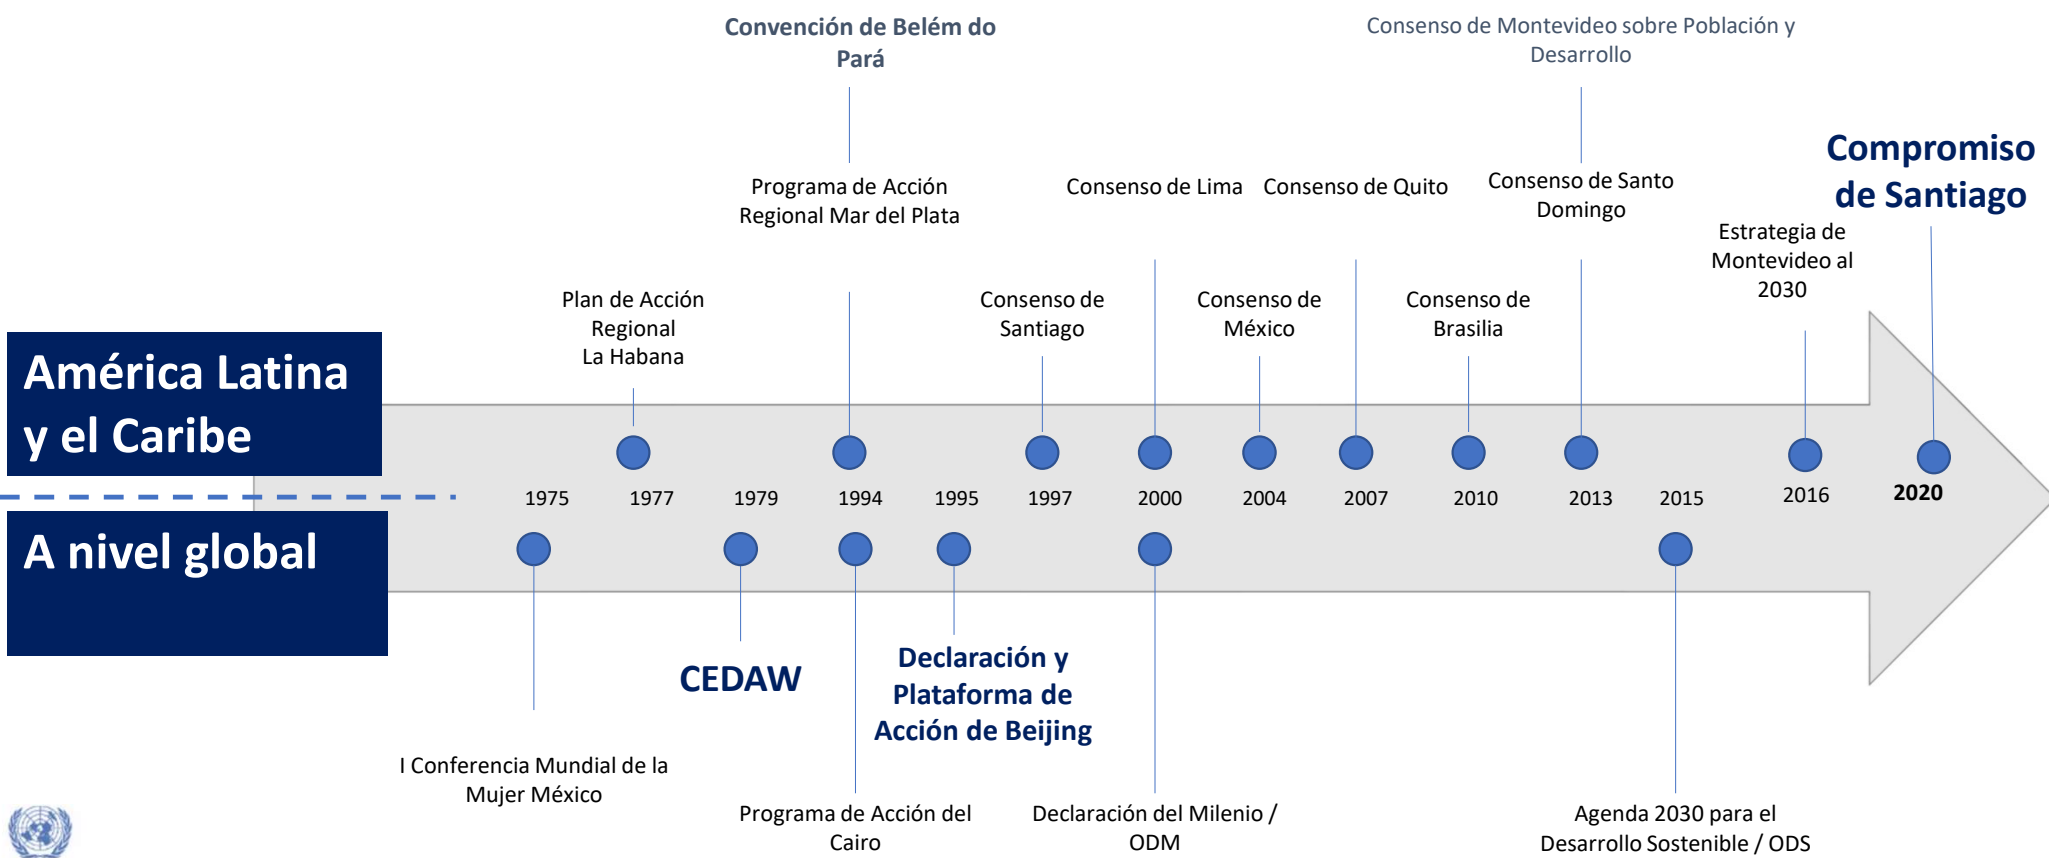 Convención de Belém do
Pará
Consenso de Montevideo sobre Población y
Desarrollo
Compromiso
de Santiago
Programa de Acción
Regional Mar del Plata
Consenso de Lima
Consenso de Quito
Consenso de Santo
Domingo
Estrategia de
Montevideo al
2030
Plan de Acción
Regional
La Habana
Consenso de
Santiago
Consenso de
México
Consenso de
Brasilia
América Latina
y el Caribe
1975
1977
1979
1994
1995
1997
2000
2004
2007
2010
2013
2015
2016
2020
A nivel global
CEDAW
Declaración y
Plataforma de
Acción de Beijing
I Conferencia Mundial de la
Mujer México
Programa de Acción del
Cairo
Declaración del Milenio /
ODM
Agenda 2030 para el
Desarrollo Sostenible / ODS